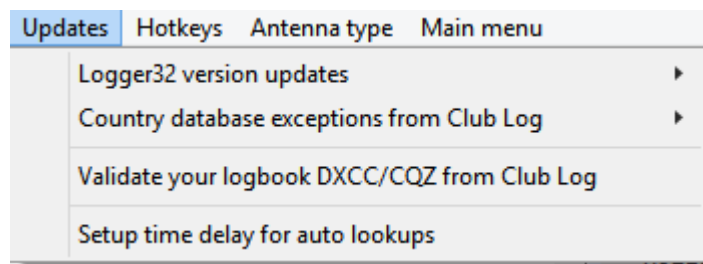 Updates Hotkeys Antenna type Main menu
Logger32 version updates
Country database exceptions from Club Log
Validate your logbook DXCC/CQZ from Club Log
Setup time delay for auto lookups